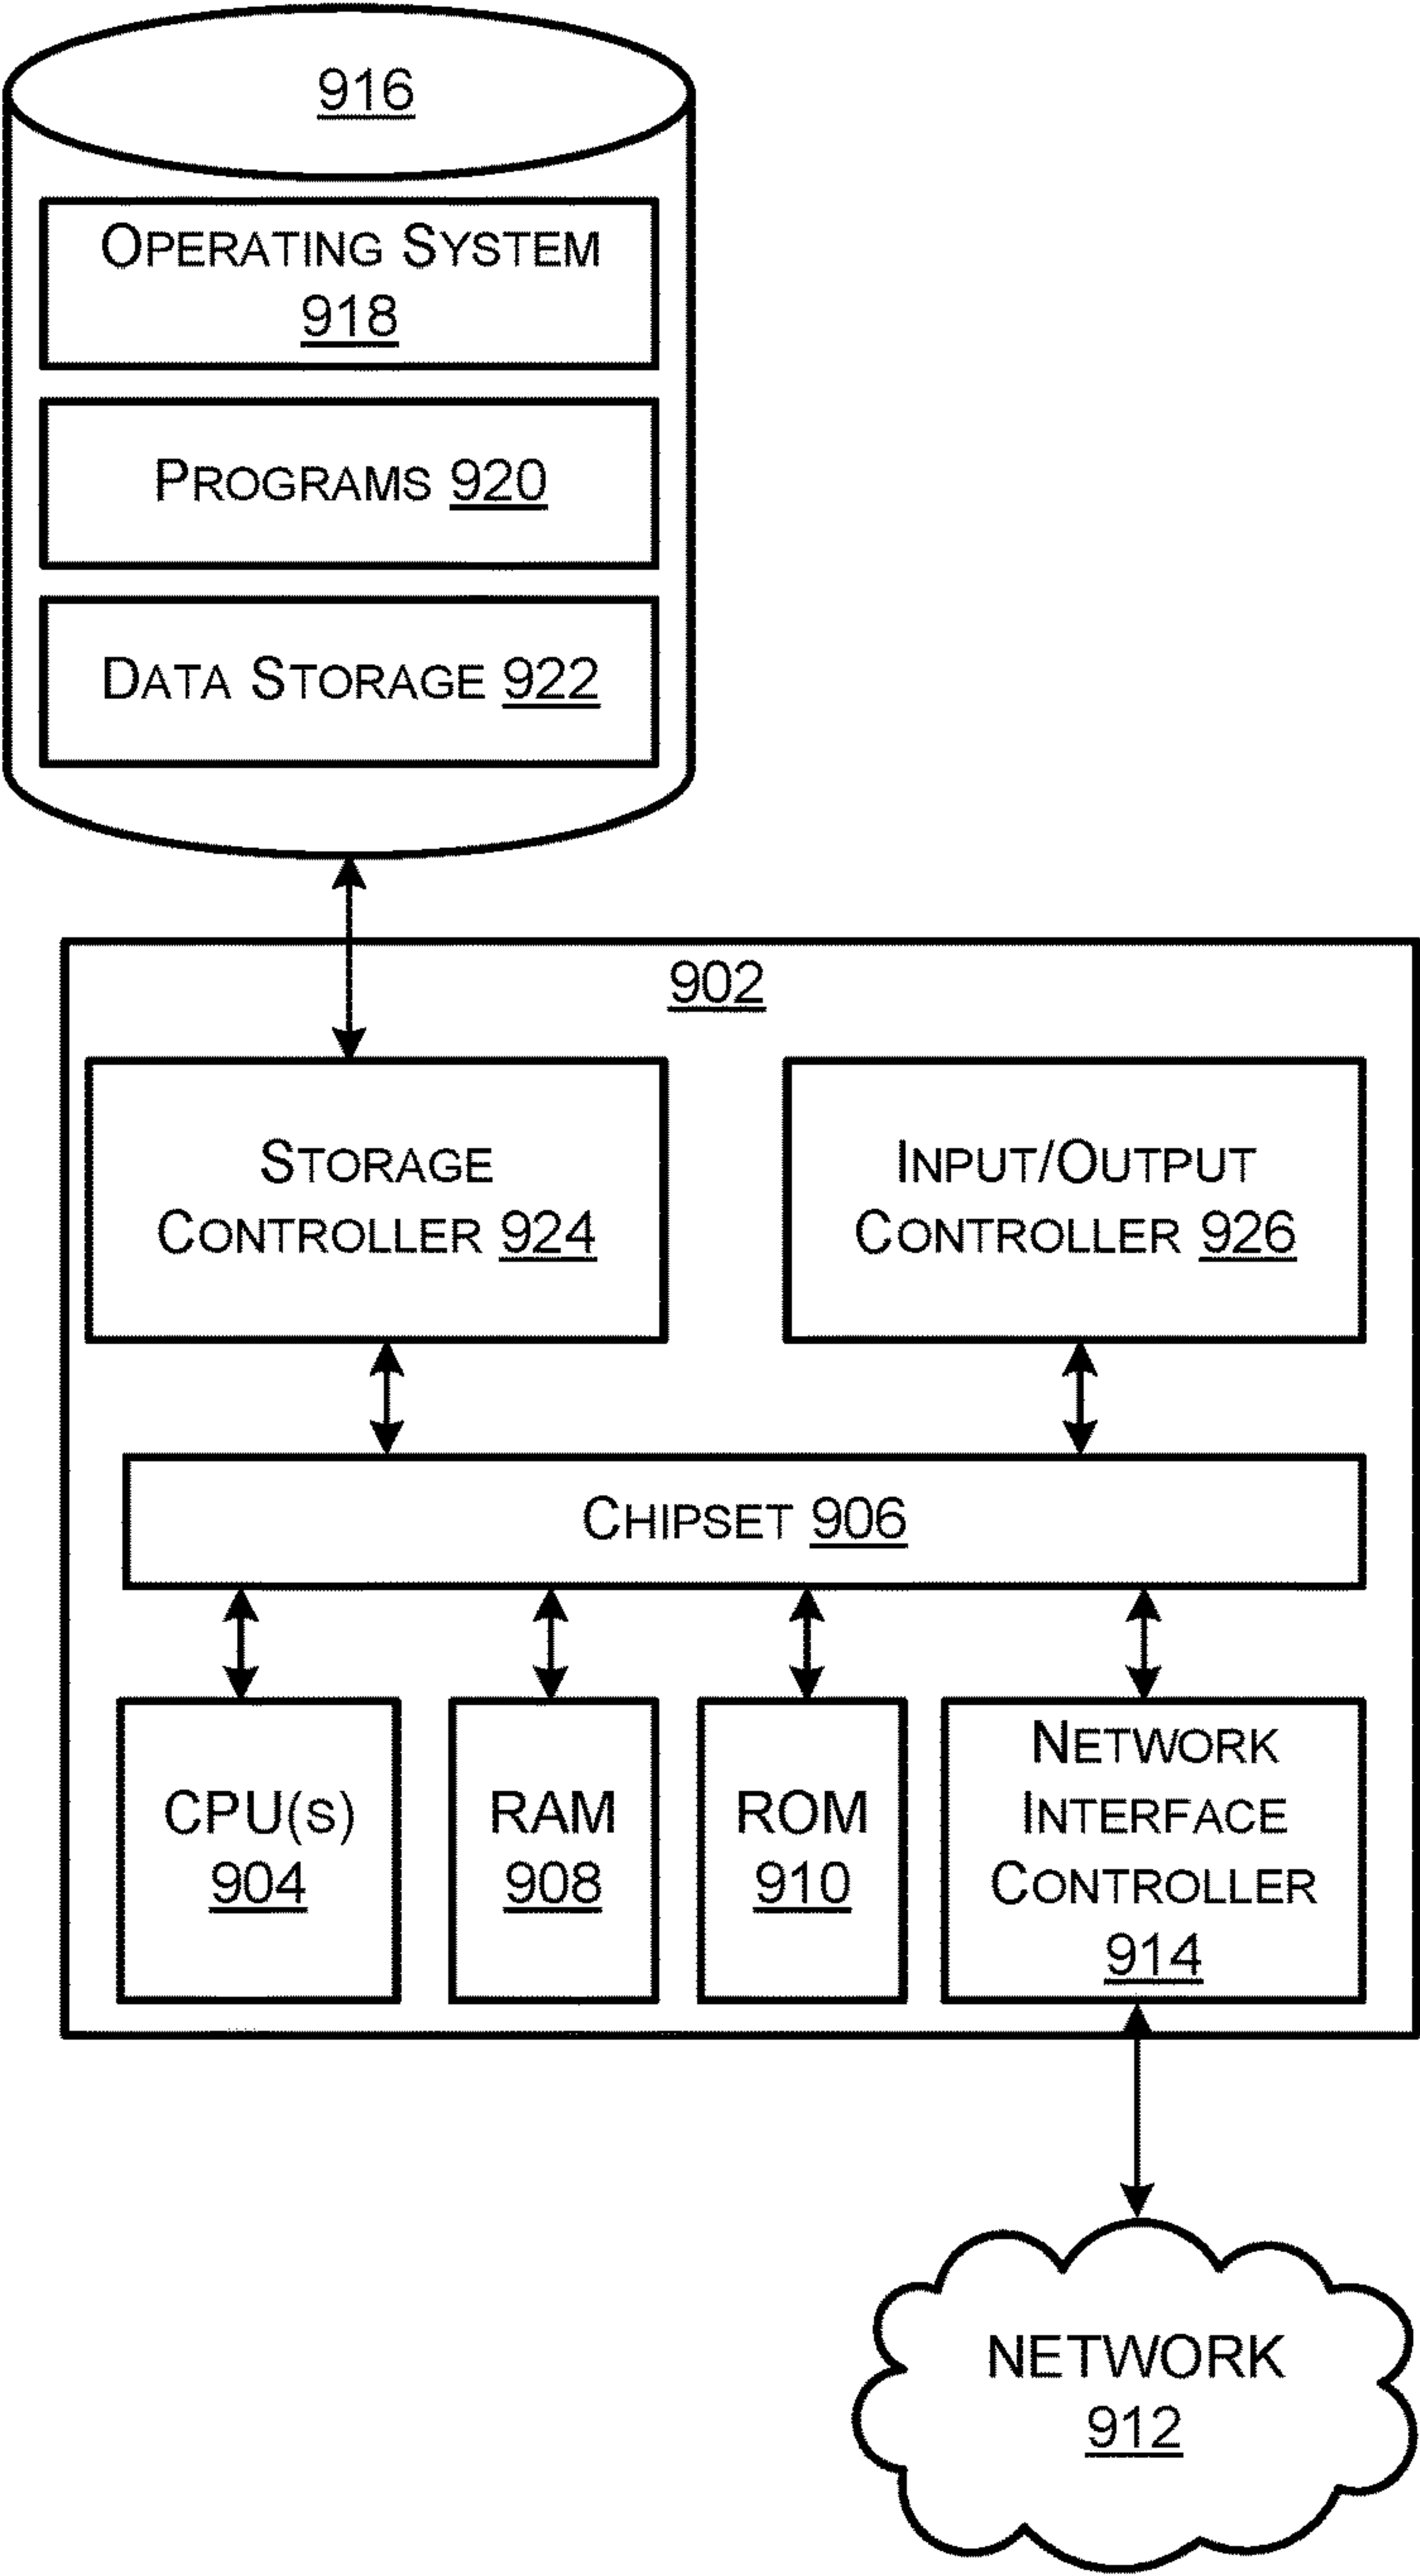 916
OPERATING SYSTEM
918
PROGRAMS 920
DATA STORAGE 922
902
STORAGE
CONTROLLER 924
INPUT/OUTPUT
CONTROLLER 926
CHIPSET 906
CPU(S)
904
RAM
908
ROM
910
NETWORK
INTERFACE
CONTROLLER
914
NETWORK
912